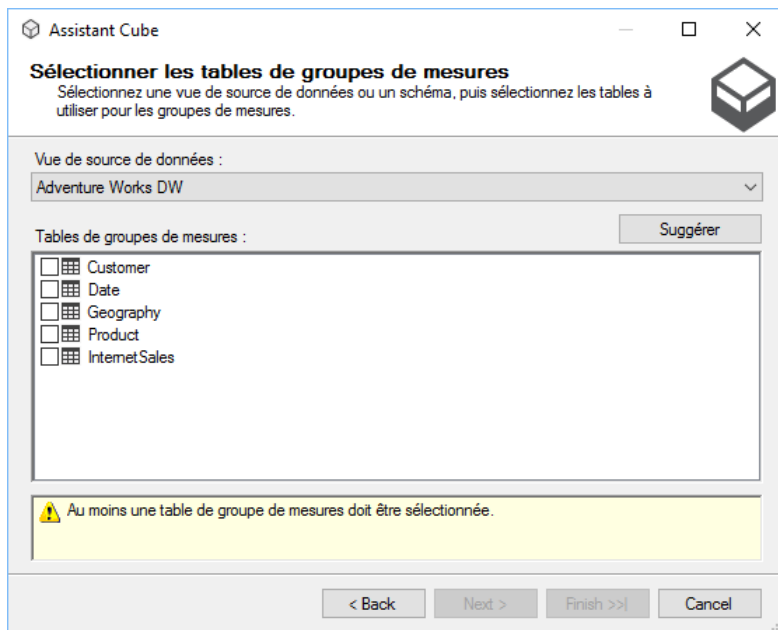 Assistant Cube
Sélectionner les tables de groupes de mesures
Sélectionnez une vue de source de données ou un schéma, puis sélectionnez les tables à
utiliser pour les groupes de mesures.
Vue de source de données :
Adventure Works DW
Suggérer
Tables de groupes de mesures :
Customer
Date
Geography
Product
InternetSales
Au moins une table de groupe de mesures doit être sélectionnée.
< Back
Next >
Finish >>|
Cancel